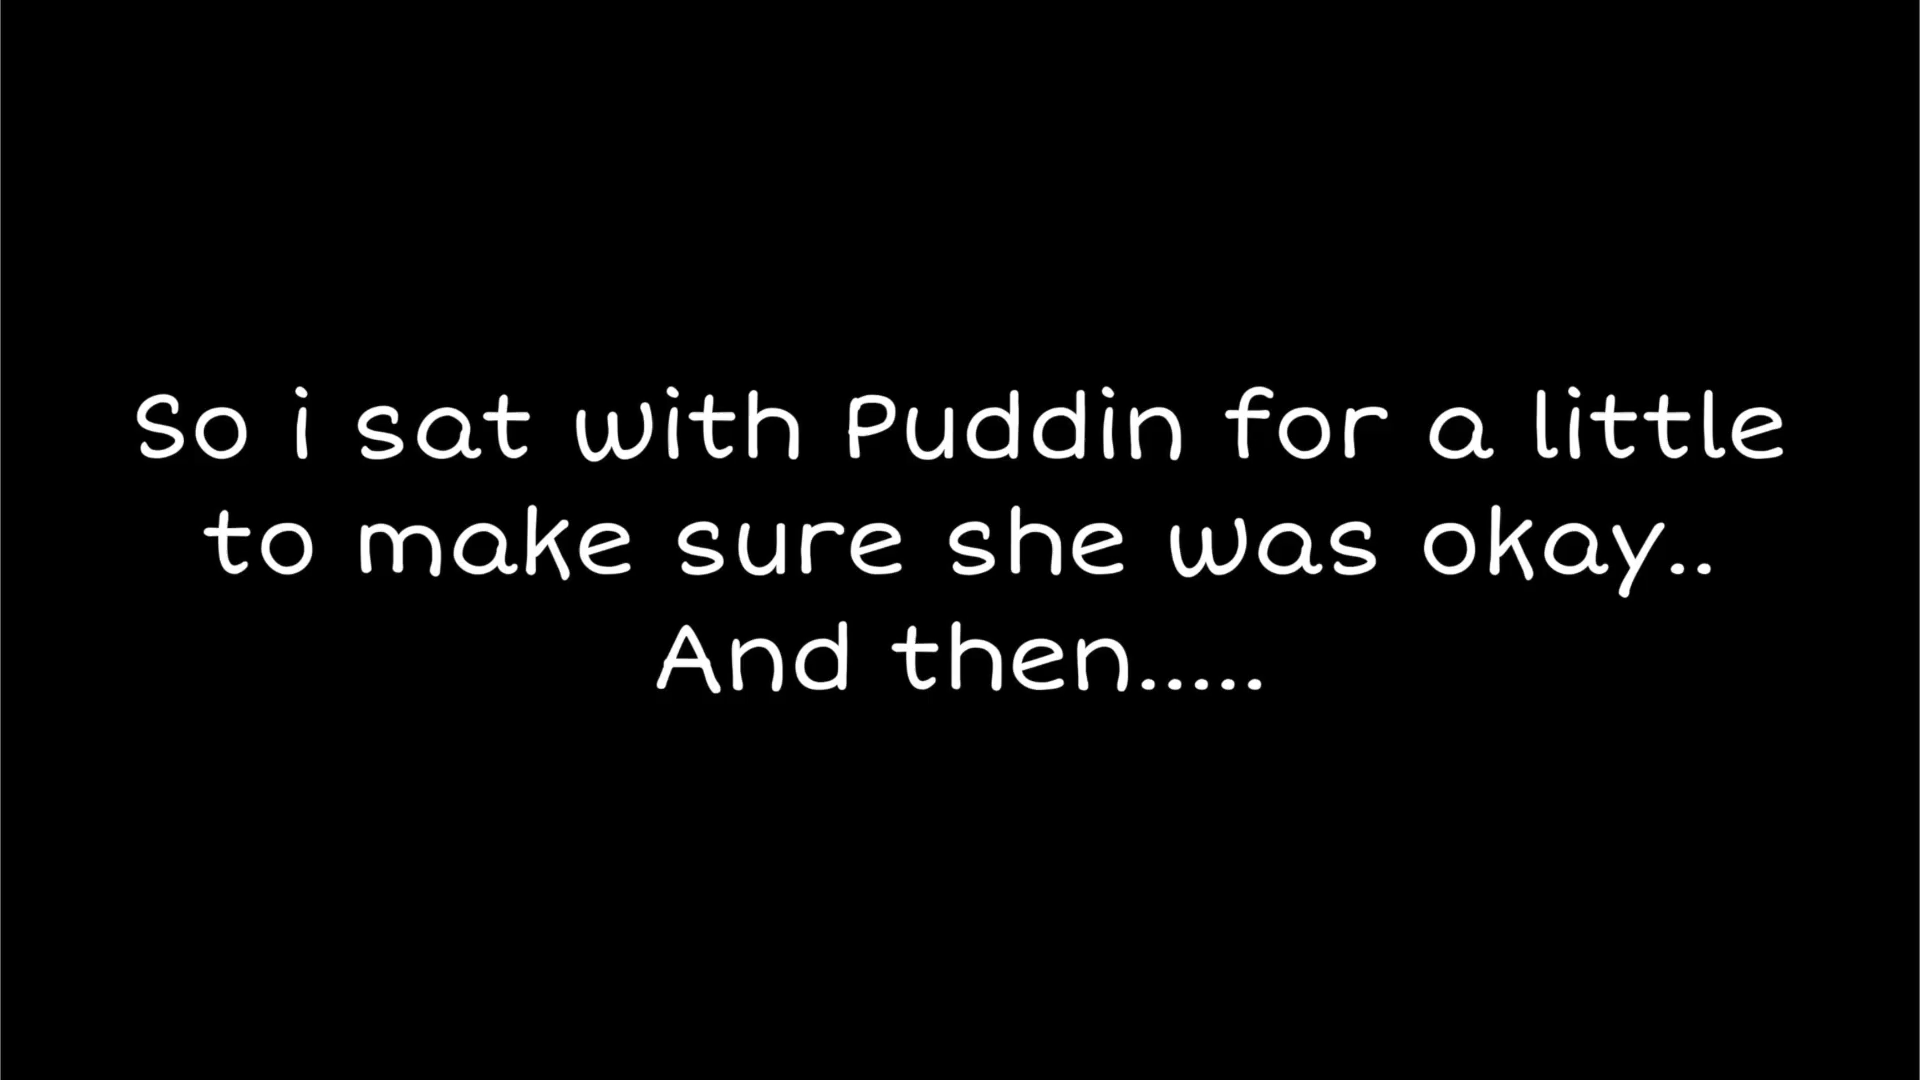 So i sat with Puddin for a little
to make sure she was okay..
And then.....